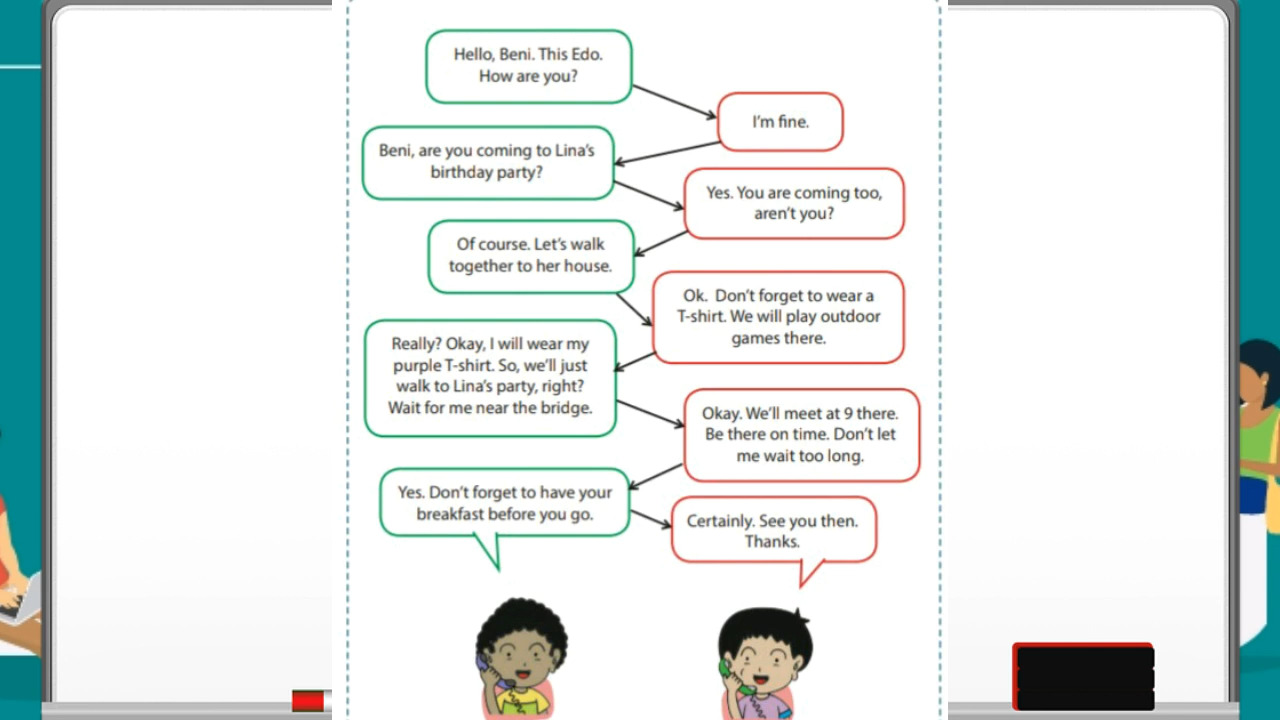 Hello, Beni. This Edo.
How are you?
I'm fine.
Beni, are you coming to Lina's
birthday party?
Yes. You are coming too,
aren't you?
Of course. Let's walk
together to her house.
Ok. Don't forget to wear a
T-shirt. We will play outdoor
games there.
Really? Okay, I will wear my
purple T-shirt. So, we'll just
walk to Lina's party, right?
Wait for me near the bridge.
Okay. We'll meet at 9 there.
Be there on time. Don't let
me wait too long.
Yes. Don't forget to have your
breakfast before you go.
Certainly. See you then.
Thanks.